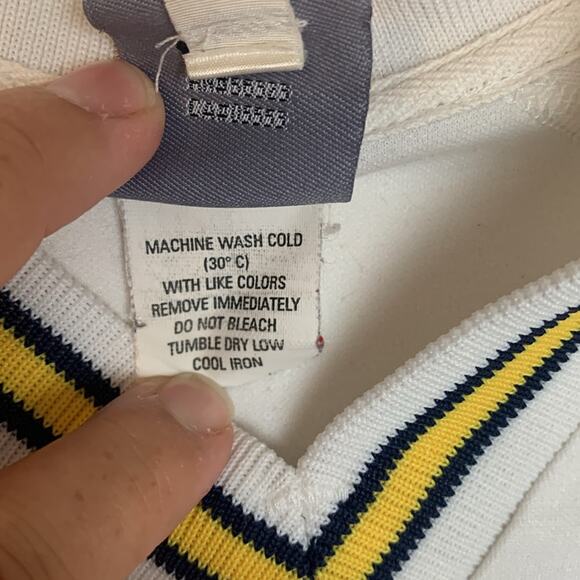 MACHINE WASH COLD
(30° C)
WITH LIKE COLORS
REMOVE IMMEDIATELY
DO NOT BLEACH
TUMBLE DRY LOW
COOL IRON